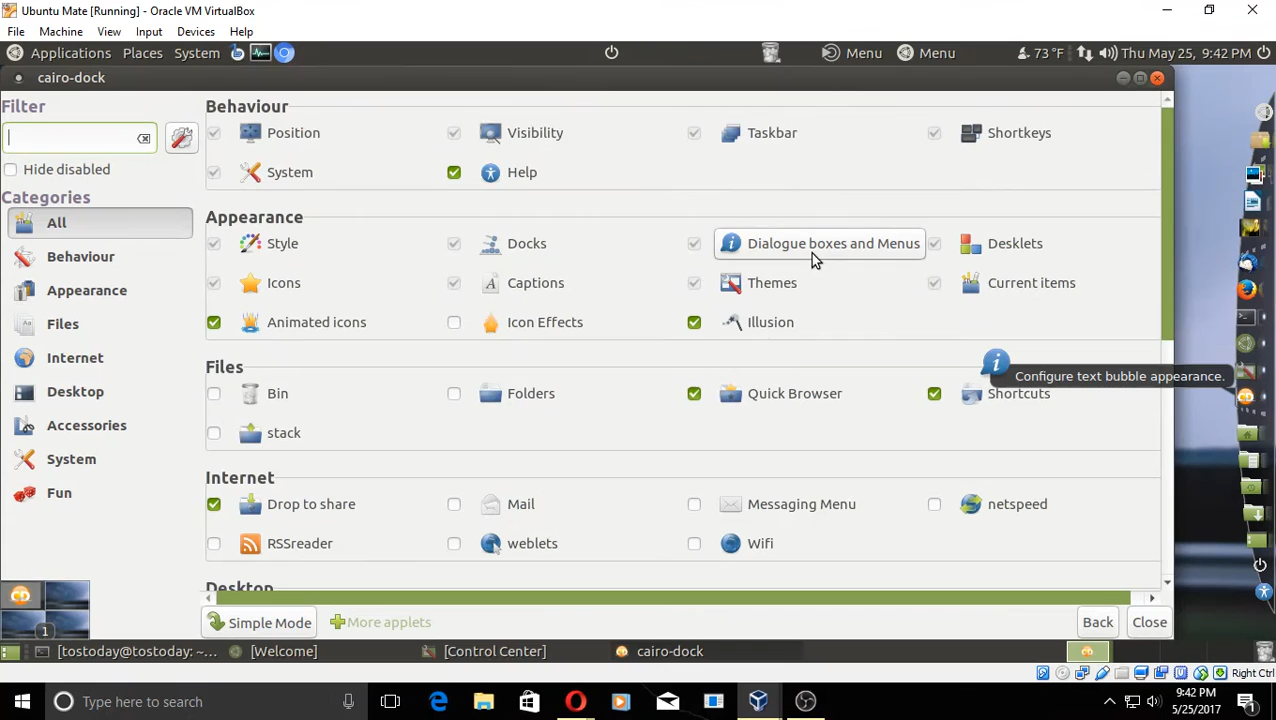 Ubuntu Mate [Running] - Oracle VM VirtualBox
File Machine View Input Devices Help
Applications Places System Menu Menu 73 °F Thu May 25, 9:42 PM
cairo-dock
Filter
Hide disabled
Categories
All
Behaviour
Appearance
Files
Internet
Desktop
Accessories
System
Fun
Behaviour
Position Visibility Taskbar Shortkeys
System Help
Appearance
Style Docks Dialogue boxes and Menus Desklets
Icons Captions Themes Current items
Animated icons Icon Effects Illusion
Configure text bubble appearance.
Files
Bin Folders Quick Browser Shortcuts
stack
Internet
Drop to share Mail Messaging Menu netspeed
RSSreader weblets Wifi
Desktop
Simple Mode More applets Back Close
1
[tostoday@tostoday: ~... [Welcome] [Control Center] cairo-dock
Right Ctrl
Type here to search
9:42 PM
5/25/2017